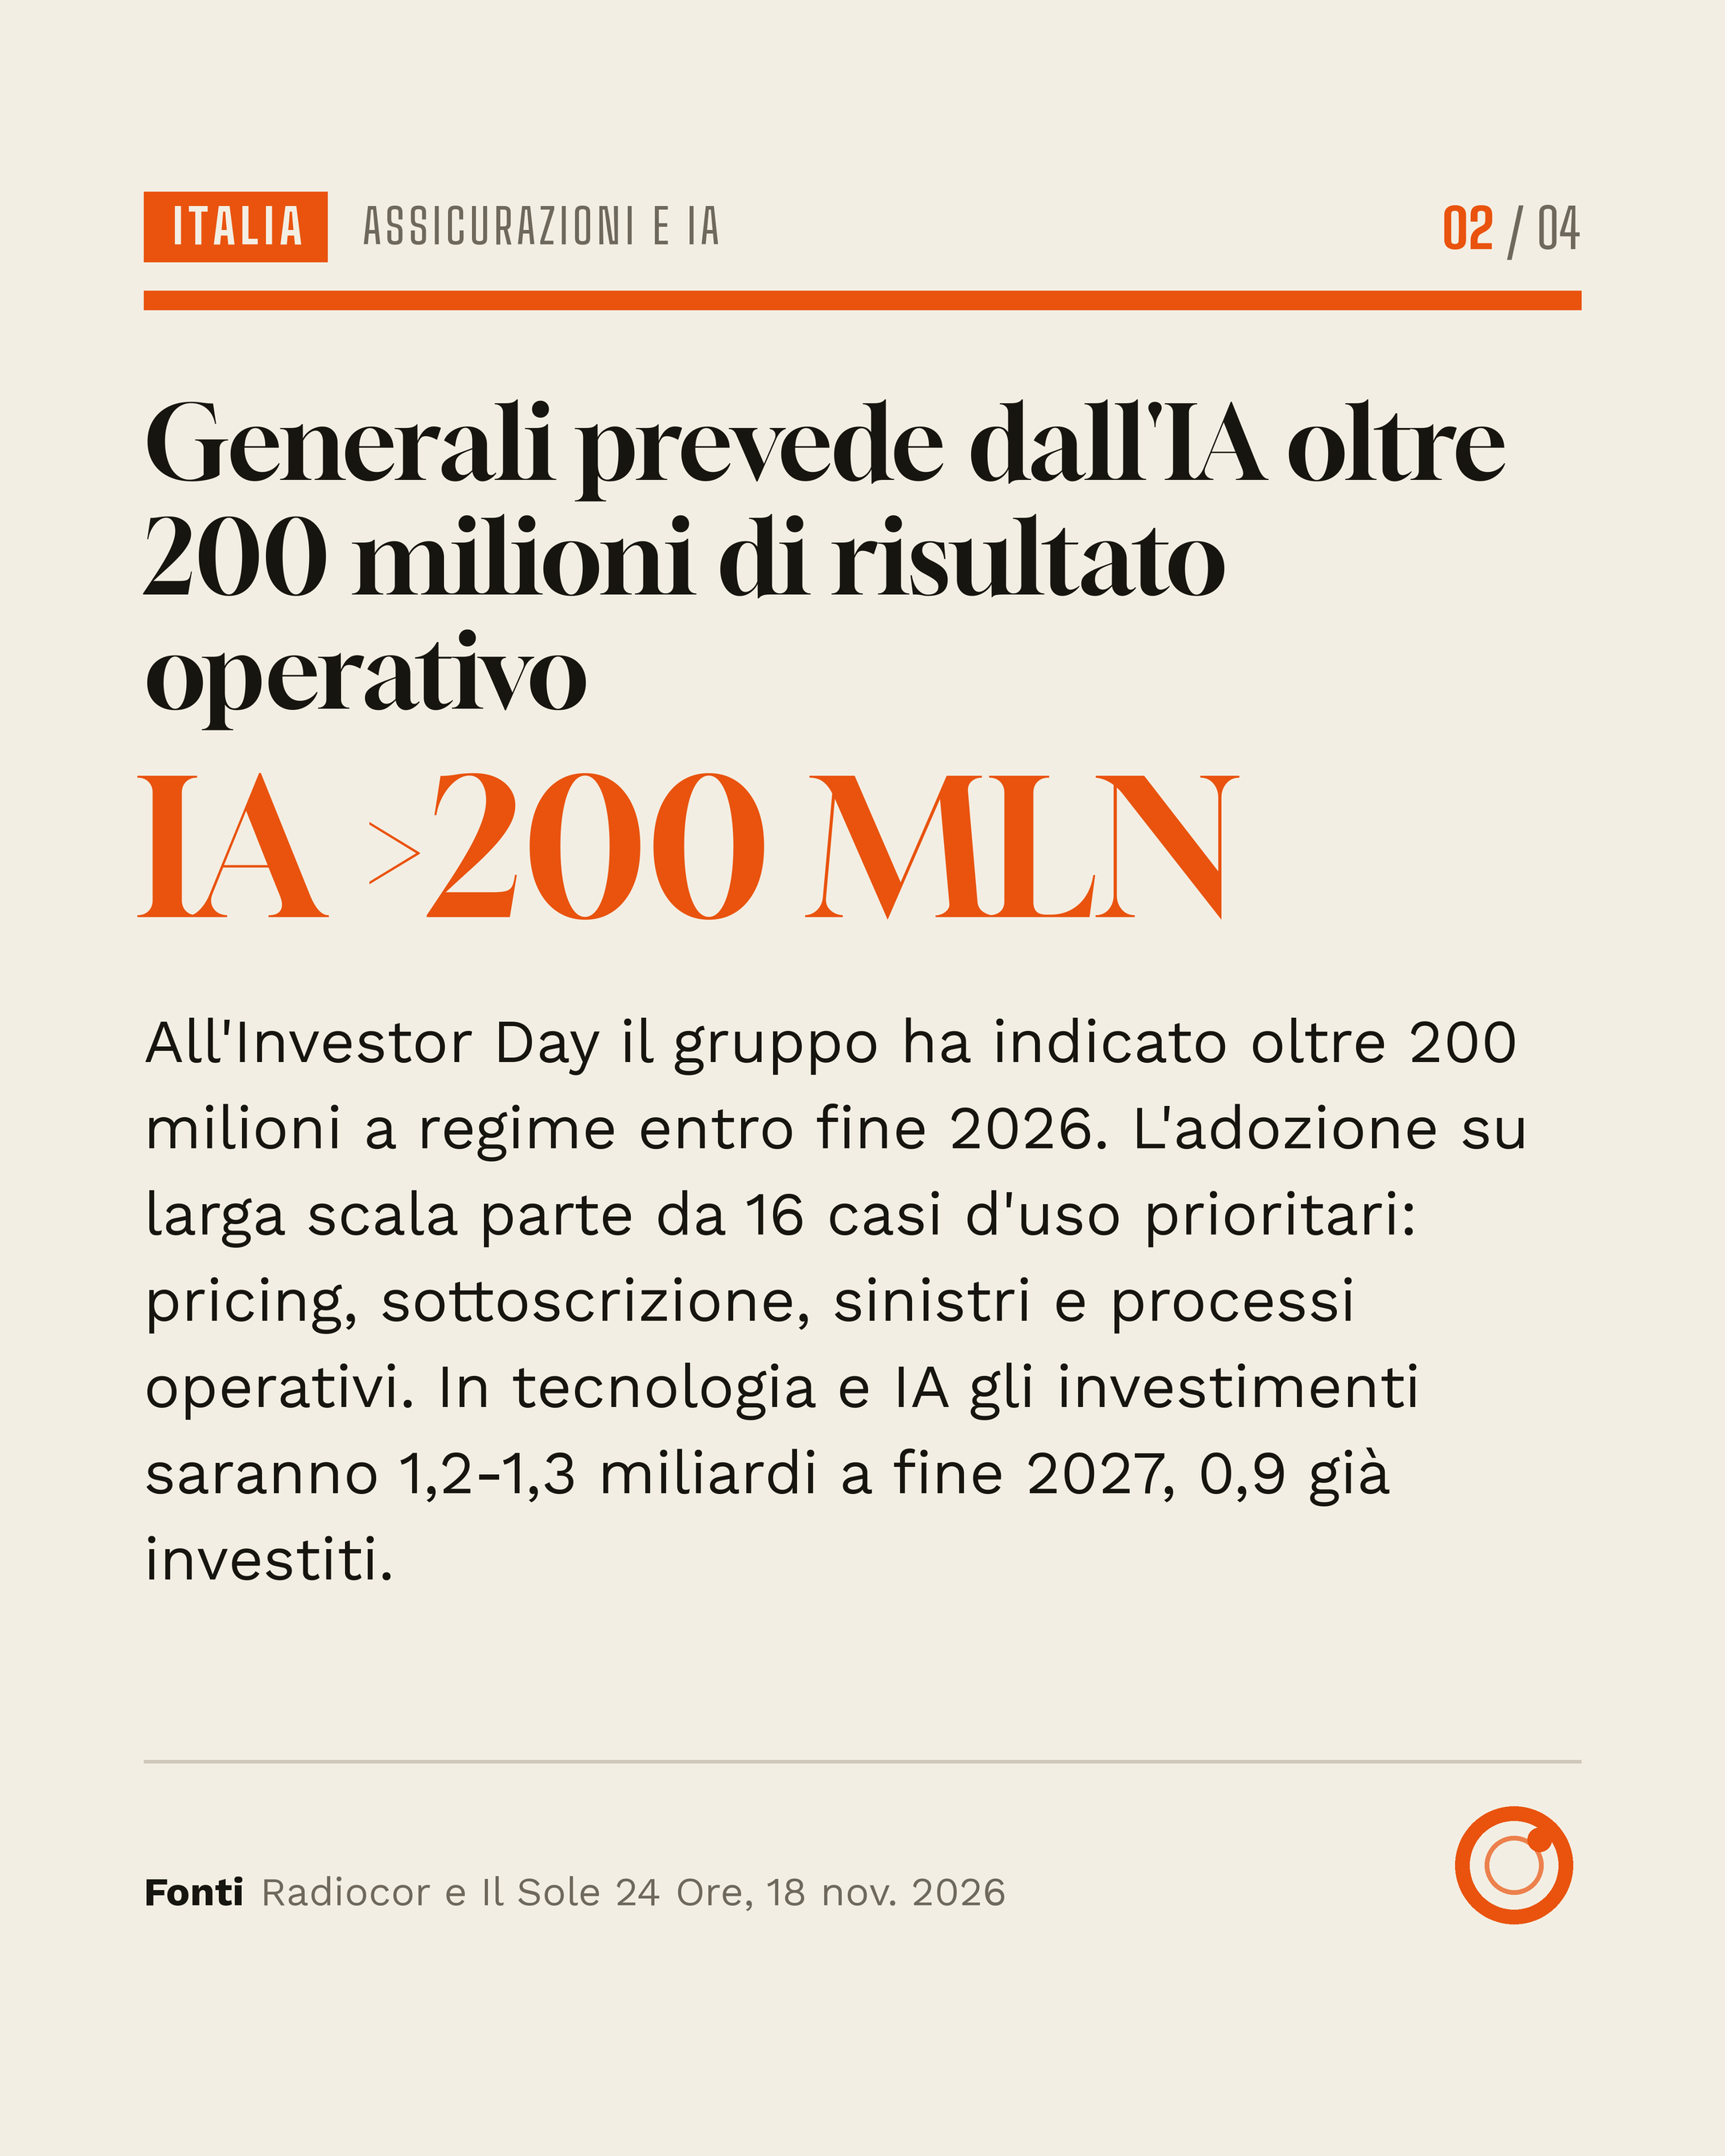 ITALIA ASSICURAZIONI E IA 02 / 04
Generali prevede dall'IA oltre
200 milioni di risultato
operativo
IA >200 MLN
All'Investor Day il gruppo ha indicato oltre 200
milioni a regime entro fine 2026. L'adozione su
larga scala parte da 16 casi d'uso prioritari:
pricing, sottoscrizione, sinistri e processi
operativi. In tecnologia e IA gli investimenti
saranno 1,2-1,3 miliardi a fine 2027, 0,9 già
investiti.
Fonti Radiocor e Il Sole 24 Ore, 18 nov. 2026